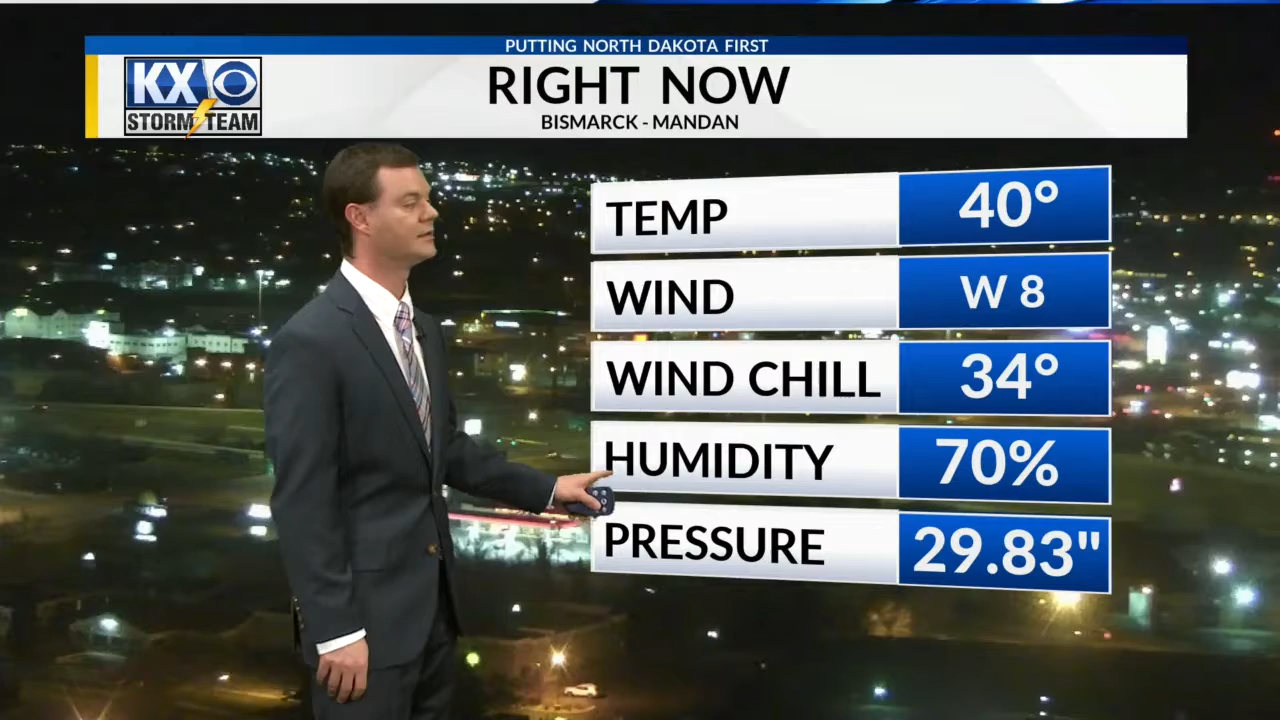 PUTTING NORTH DAKOTA FIRST
KX
STORM TEAM
RIGHT NOW
BISMARCK - MANDAN
TEMP 40°
WIND W 8
WIND CHILL 34°
HUMIDITY 70%
PRESSURE 29.83"